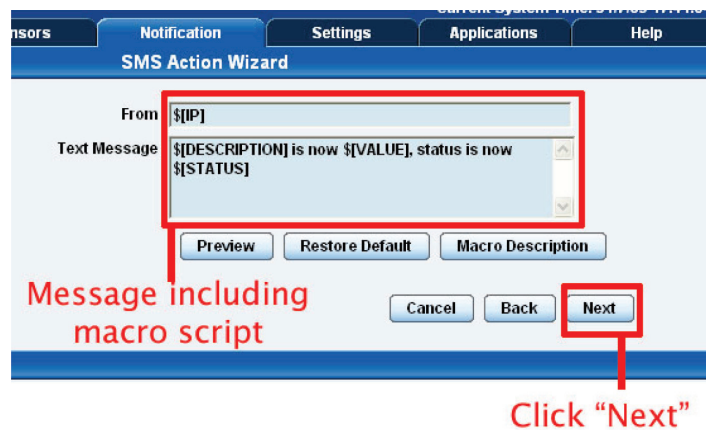 Notification Settings Applications Help
SMS Action Wizard
From $[IP]
Text Message $[DESCRIPTION] is now $[VALUE], status is now
$[STATUS]
Preview Restore Default Macro Description
Message including
macro script
Cancel Back Next
Click “Next”